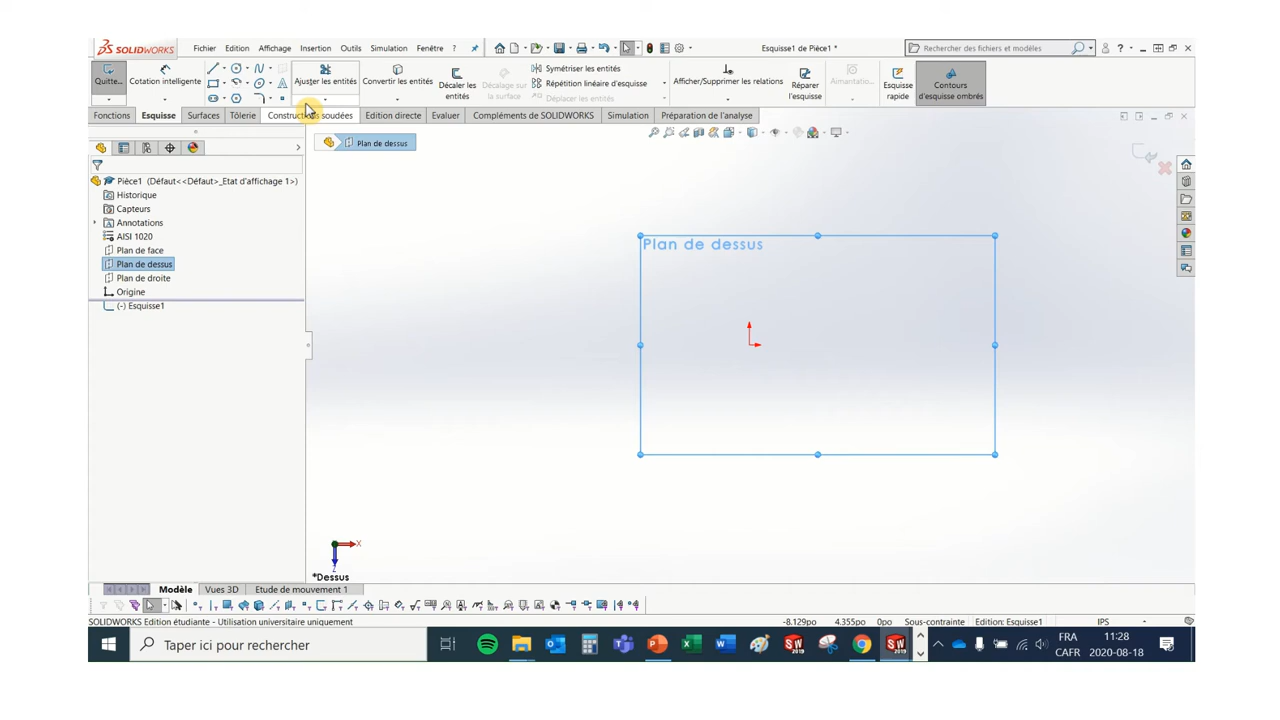 SOLIDWORKS
Fichier Edition Affichage Insertion Outils Simulation Fenêtre
Esquisse1 de Pièce1 *
Rechercher des fichiers et modèles
?
Quitte...
Cotation intelligente
Ajuster les entités
Convertir les entités
Décaler les entités
Décalage sur la surface
Symétriser les entités
Répétition linéaire d'esquisse
Déplacer les entités
Afficher/Supprimer les relations
Réparer l'esquisse
Aimantation...
Esquisse rapide
Contours d'esquisse ombrés
Fonctions Esquisse Surfaces Tôlerie Constructions soudées Edition directe Evaluer Compléments de SOLIDWORKS Simulation Préparation de l'analyse
Plan de dessus
Pièce1 (Défaut<<Défaut>_Etat d'affichage 1>)
Historique
Capteurs
Annotations
AISI 1020
Plan de face
Plan de dessus
Plan de droite
Origine
(-) Esquisse1
Plan de dessus
X
Z
*Dessus
Modèle Vues 3D Etude de mouvement 1
SOLIDWORKS Edition étudiante - Utilisation universitaire uniquement
-8.129po 4.355po 0po Sous-contrainte Edition: Esquisse1 IPS
Taper ici pour rechercher
FRA
CAFR
11:28
2020-08-18